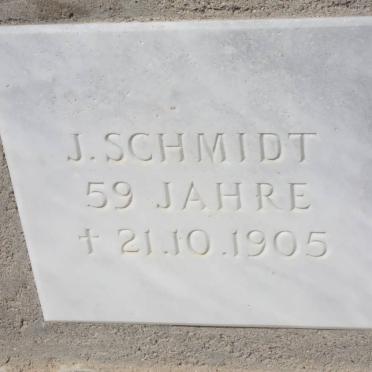 J. SCHMIDT
59 JAHRE
† 21.10.1905